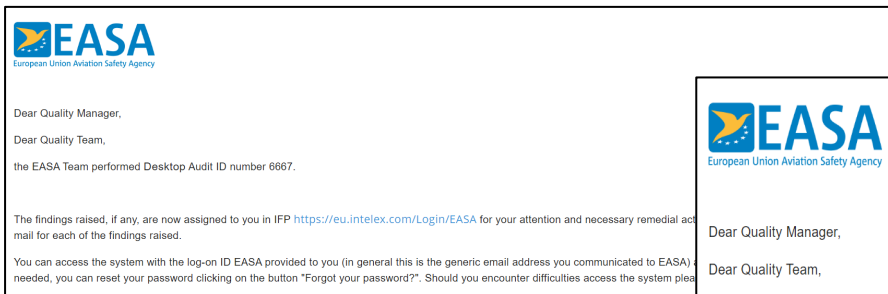 EASA
European Union Aviation Safety Agency
Dear Quality Manager,
Dear Quality Team,
the EASA Team performed Desktop Audit ID number 6667.
The findings raised, if any, are now assigned to you in IFP https://eu.intelex.com/Login/EASA for your attention and necessary remedial
mail for each of the findings raised.
You can access the system with the log-on ID EASA provided to you (in general this is the generic email address you communicated to EASA)
needed, you can reset your password clicking on the button "Forgot your password?". Should you encounter difficulties access the system
EASA
European Union Aviation Safety Agency
Dear Quality Manager,
Dear Quality Team,